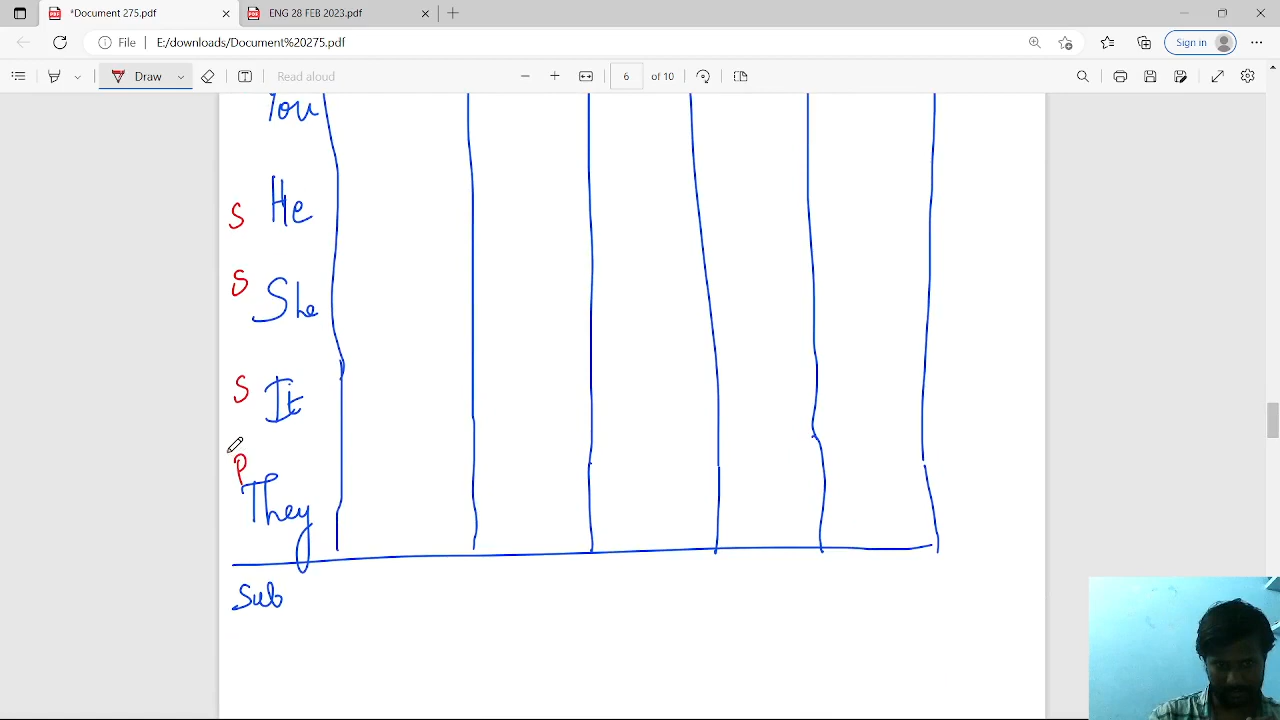 *Document 275.pdf
ENG 28 FEB 2023.pdf
File E:/downloads/Document%20275.pdf
Sign in
Draw
Read aloud
6 of 10
You
S He
S She
S It
P They
Sub